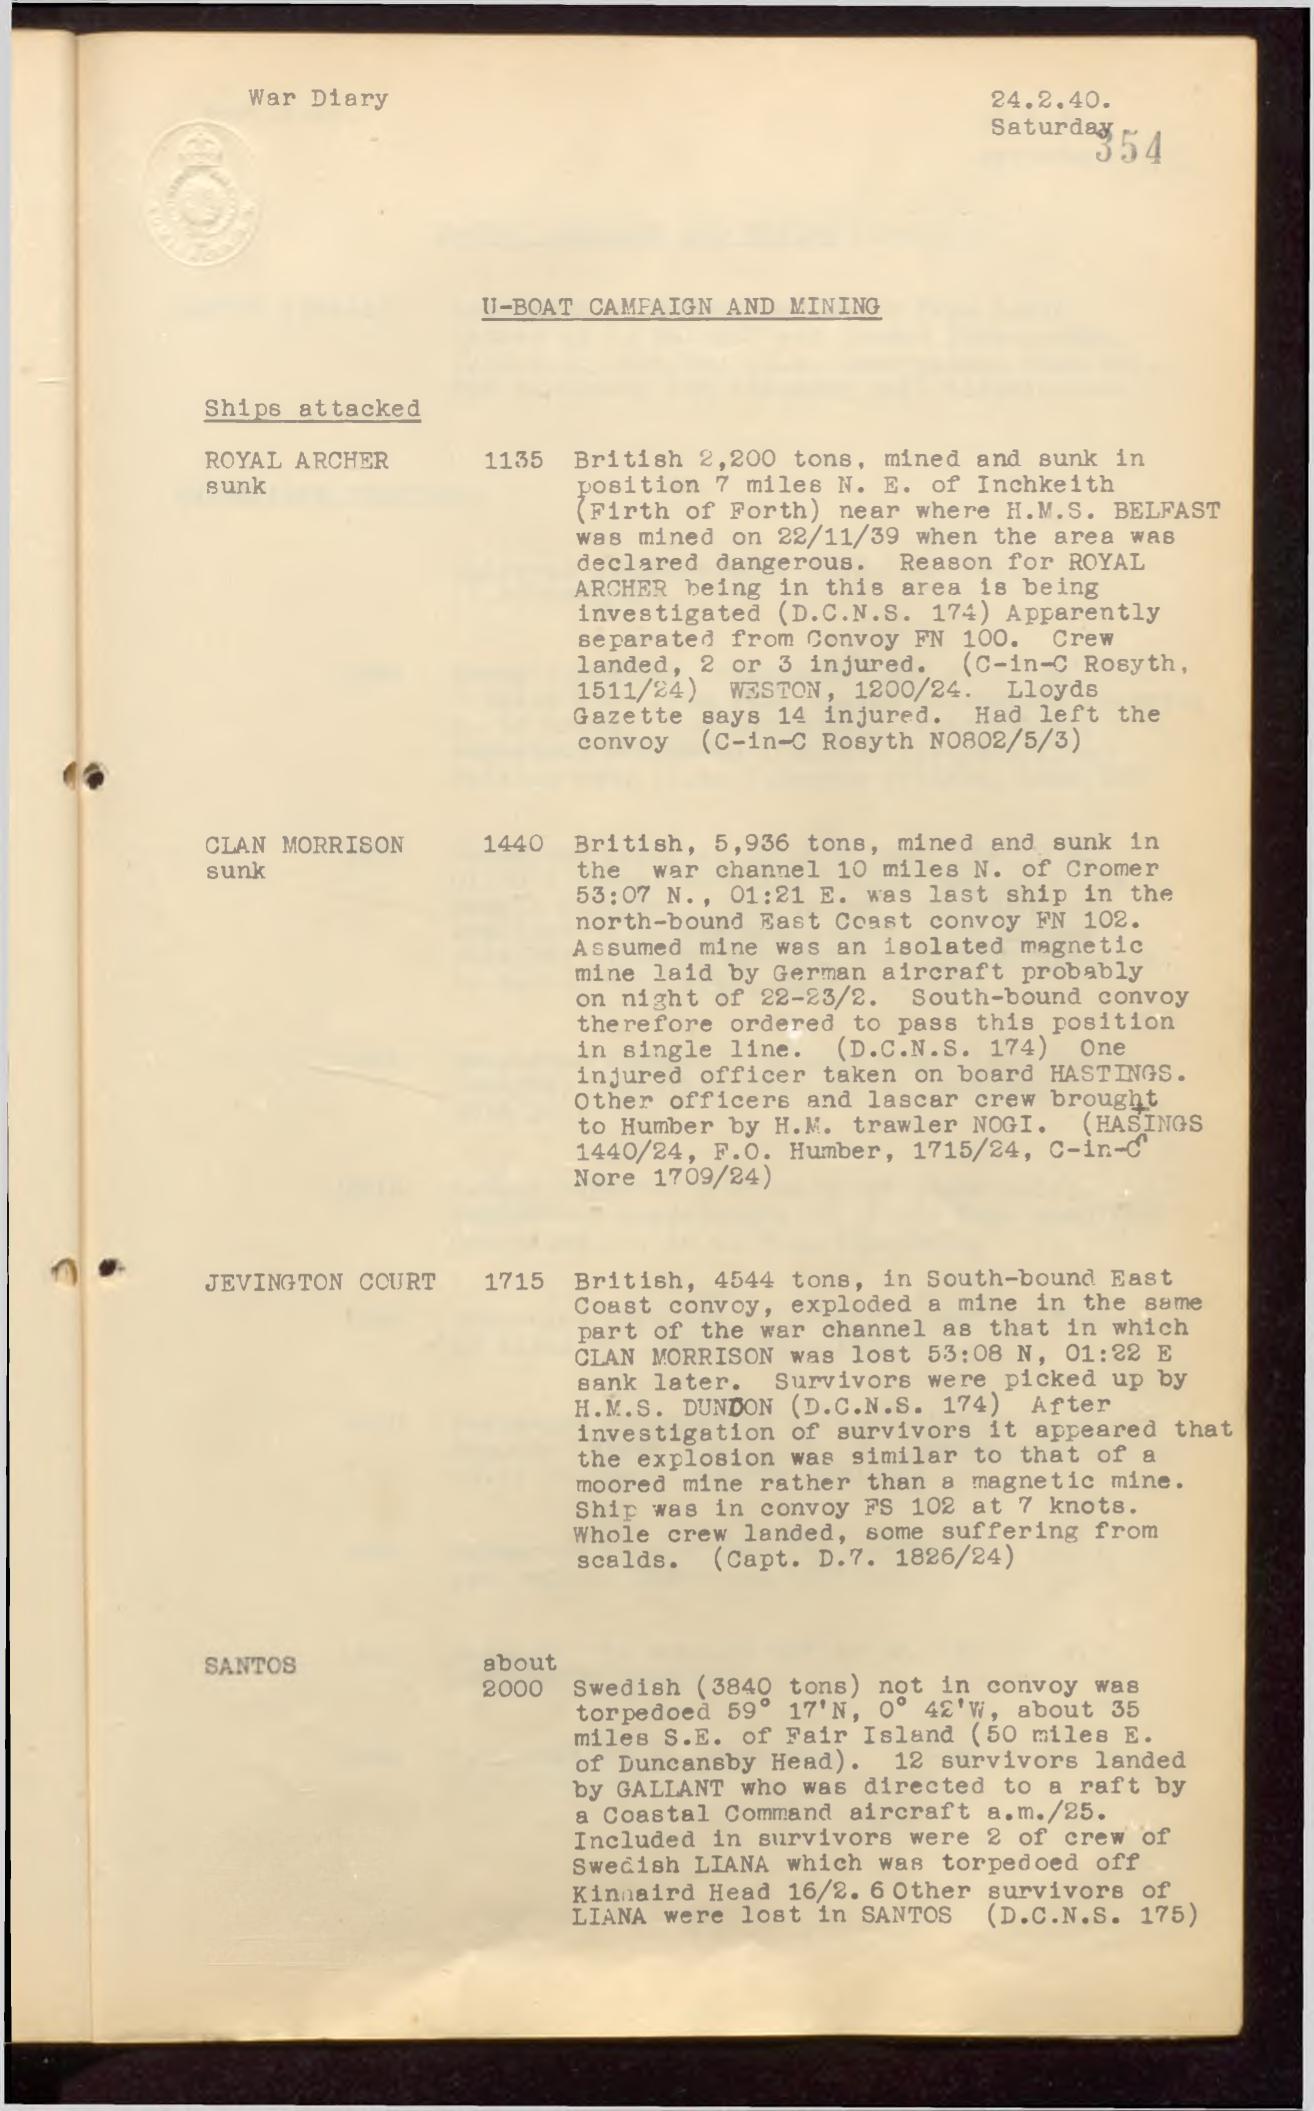 War Diary
24.2.40.
Saturday
354
U-BOAT CAMPAIGN AND MINING
Ships attacked
ROYAL ARCHER 1135 British 2,200 tons, mined and sunk in
sunk position 7 miles N. E. of Inchkeith
(Firth of Forth) near where H.M.S. BELFAST
was mined on 22/11/39 when the area was
declared dangerous. Reason for ROYAL
ARCHER being in this area is being
investigated (D.C.N.S. 174) Apparently
separated from Convoy FN 100. Crew
landed, 2 or 3 injured. (C-in-C Rosyth,
1511/24) WESTON, 1200/24. Lloyds
Gazette says 14 injured. Had left the
convoy (C-in-C Rosyth N0802/5/3)
CLAN MORRISON 1440 British, 5,936 tons, mined and sunk in
sunk the war channel 10 miles N. of Cromer
53:07 N., 01:21 E. was last ship in the
north-bound East Coast convoy FN 102.
Assumed mine was an isolated magnetic
mine laid by German aircraft probably
on night of 22-23/2. South-bound convoy
therefore ordered to pass this position
in single line. (D.C.N.S. 174) One
injured officer taken on board HASTINGS.
Other officers and lascar crew brought
to Humber by H.M. trawler NOGI. (HASTINGS
1440/24, F.O. Humber, 1715/24, C-in-C
Nore 1709/24)
JEVINGTON COURT 1715 British, 4544 tons, in South-bound East
Coast convoy, exploded a mine in the same
part of the war channel as that in which
CLAN MORRISON was lost 53:08 N, 01:22 E
sank later. Survivors were picked up by
H.M.S. DUNDON (D.C.N.S. 174) After
investigation of survivors it appeared that
the explosion was similar to that of a
moored mine rather than a magnetic mine.
Ship was in convoy FS 102 at 7 knots.
Whole crew landed, some suffering from
scalds. (Capt. D.7. 1826/24)
SANTOS about
2000 Swedish (3840 tons) not in convoy was
torpedoed 59° 17'N, 0° 42'W, about 35
miles S.E. of Fair Island (50 miles E.
of Duncansby Head). 12 survivors landed
by GALLANT who was directed to a raft by
a Coastal Command aircraft a.m./25.
Included in survivors were 2 of crew of
Swedish LIANA which was torpedoed off
Kinnaird Head 16/2. 6 Other survivors of
LIANA were lost in SANTOS (D.C.N.S. 175)